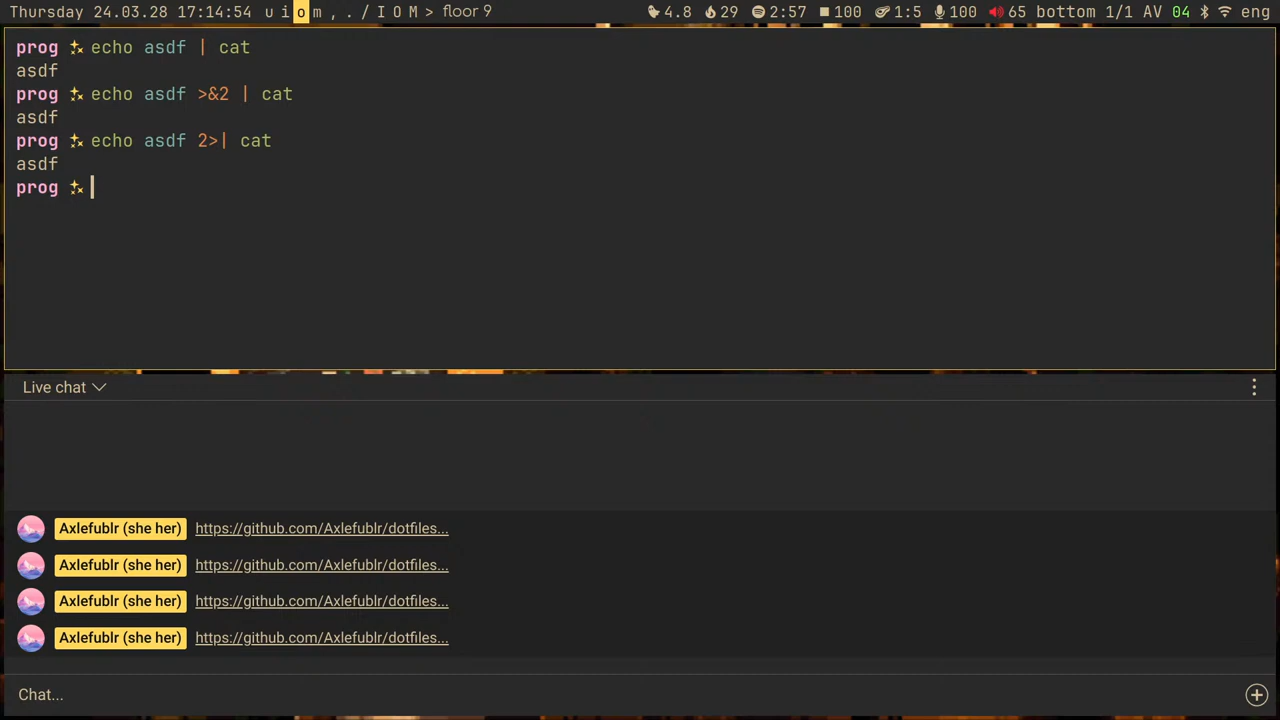 Thursday 24.03.28 17:14:54 u i o m , . / I O M > floor 9 4.8 29 2:57 100 1:5 100 65 bottom 1/1 AV 04 eng
prog echo asdf | cat
asdf
prog echo asdf >&2 | cat
asdf
prog echo asdf 2>| cat
asdf
prog
Live chat
Axlefublr (she her) https://github.com/Axlefublr/dotfiles...
Axlefublr (she her) https://github.com/Axlefublr/dotfiles...
Axlefublr (she her) https://github.com/Axlefublr/dotfiles...
Axlefublr (she her) https://github.com/Axlefublr/dotfiles...
Chat...